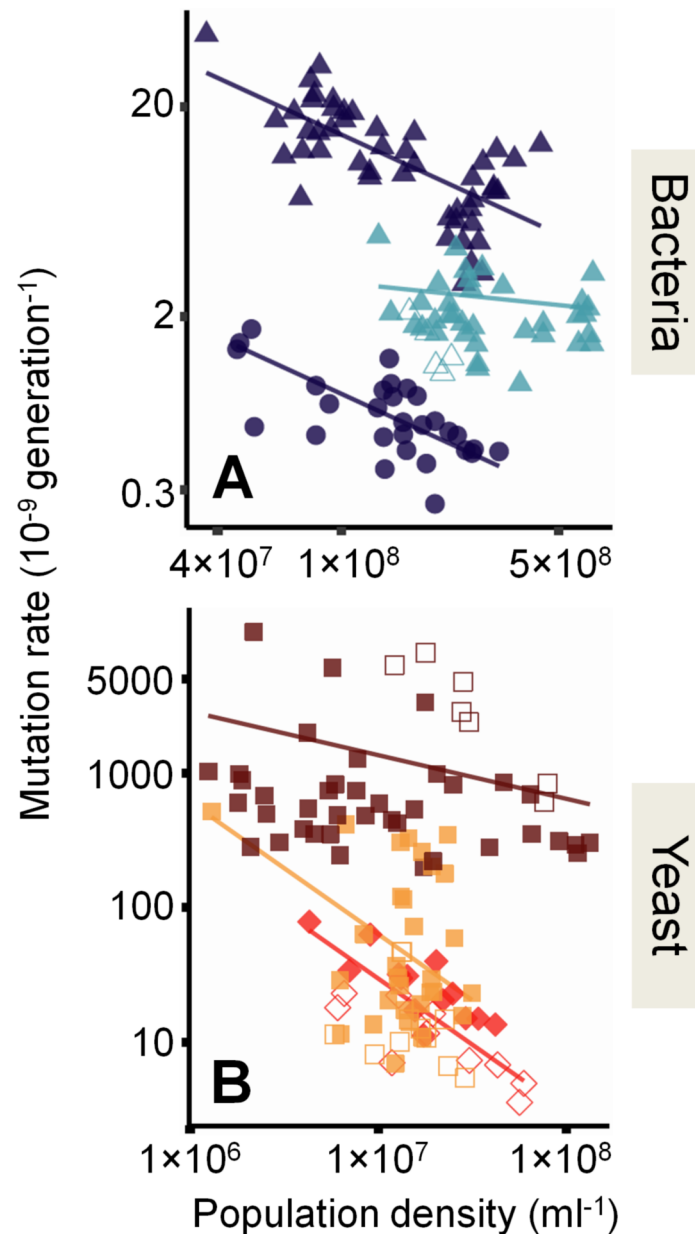 Mutation rate (10⁻⁹ generation⁻¹)
20
2
0.3
A
4×10⁷ 1×10⁸ 5×10⁸
Bacteria
5000
1000
100
10
B
1×10⁶ 1×10⁷ 1×10⁸
Yeast
Population density (ml⁻¹)